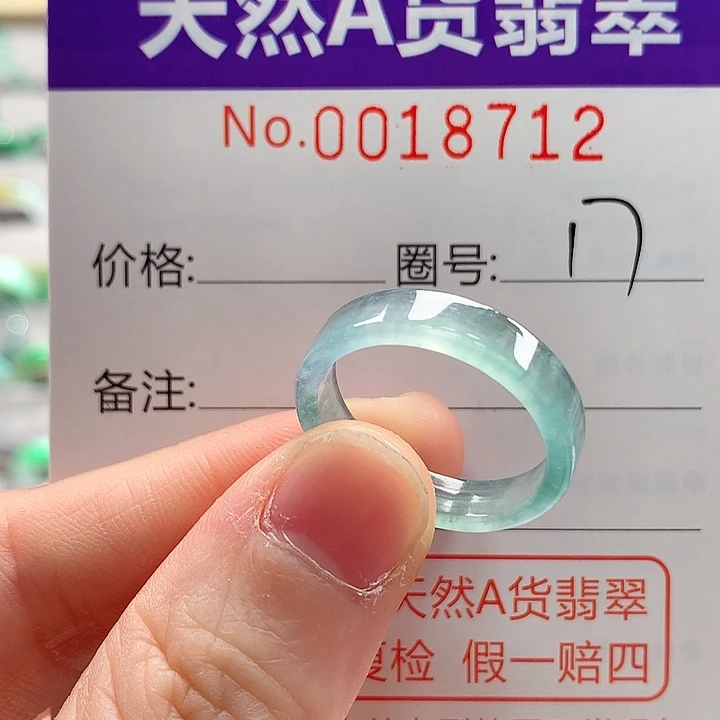 天然A货翡翠
No.0018712
价格: 圈号: 17
备注:
天然A货翡翠
复检 假一赔四